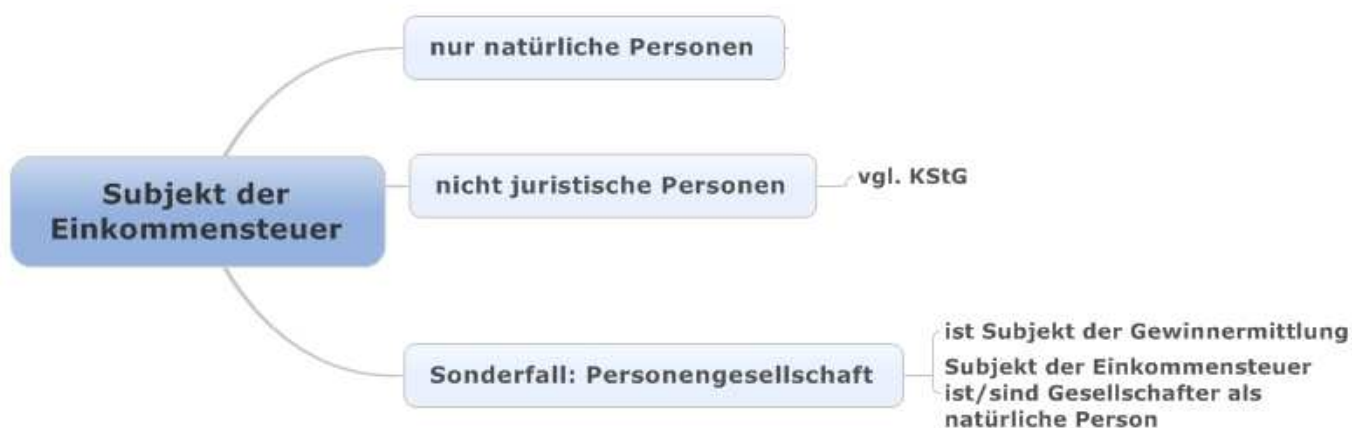 Subjekt der
Einkommensteuer
nur natürliche Personen
nicht juristische Personen
vgl. KStG
Sonderfall: Personengesellschaft
ist Subjekt der Gewinnermittlung
Subjekt der Einkommensteuer
ist/sind Gesellschafter als
natürliche Person